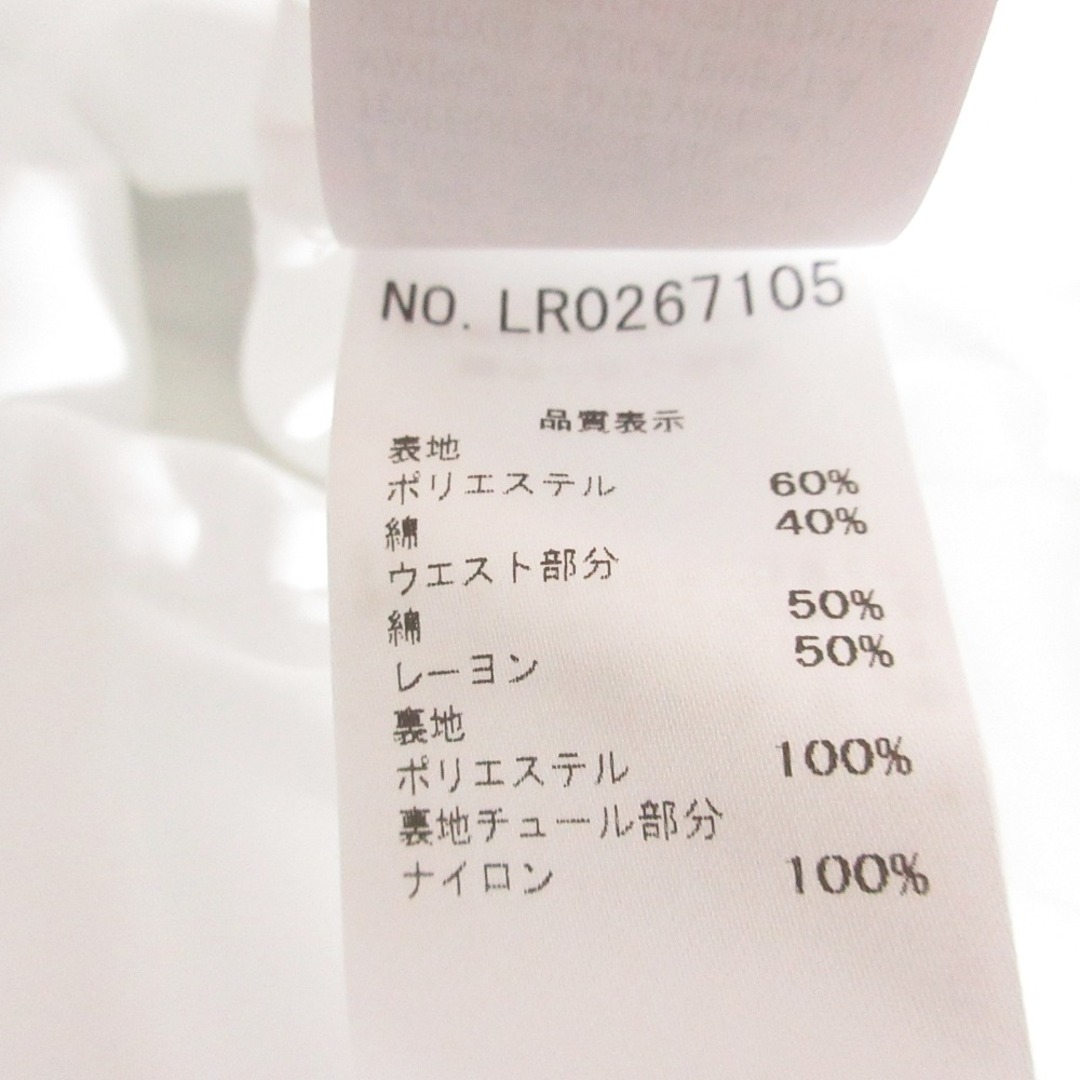 NO. LR0267105
品質表示
表地
ポリエステル 60%
綿 40%
ウエスト部分
綿 50%
レーヨン 50%
裏地
ポリエステル 100%
裏地チュール部分
ナイロン 100%